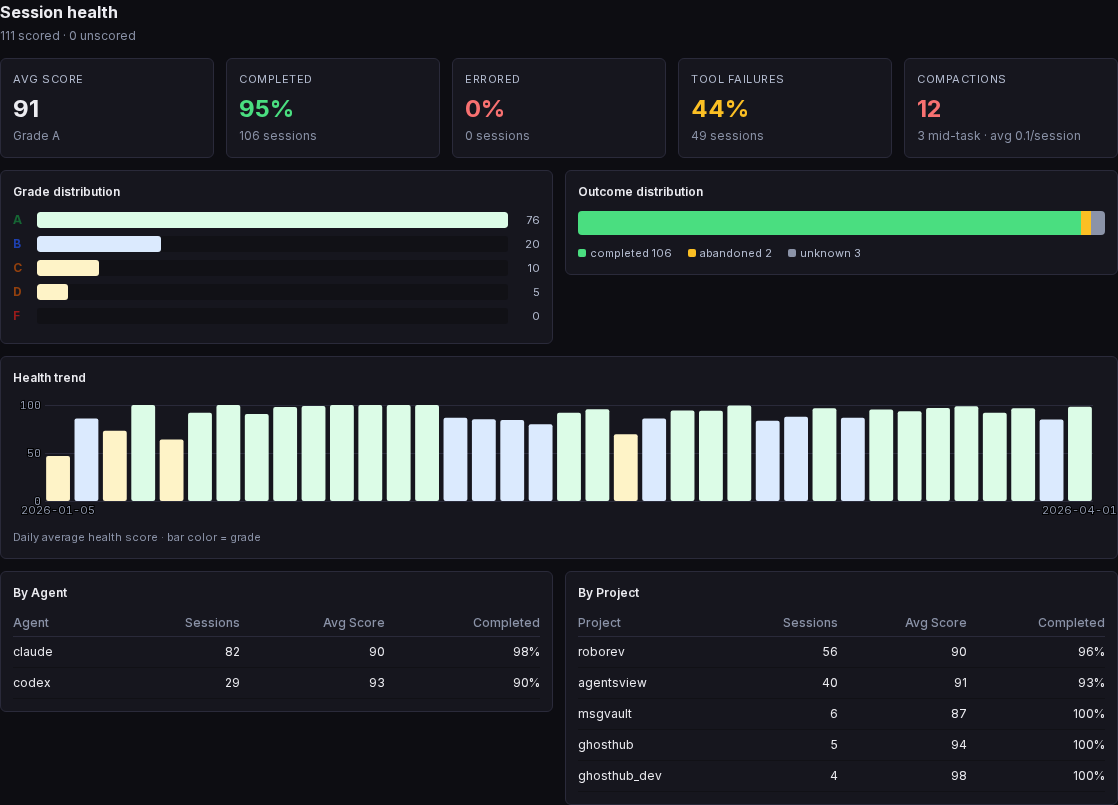 Session health
111 scored · 0 unscored
AVG SCORE
91
Grade A
COMPLETED
95%
106 sessions
ERRORED
0%
0 sessions
TOOL FAILURES
44%
49 sessions
COMPACTIONS
12
3 mid-task · avg 0.1/session
Grade distribution
A 76
B 20
C 10
D 5
F 0
Outcome distribution
completed 106 abandoned 2 unknown 3
Health trend
100
50
0
2026-01-05 2026-04-01
Daily average health score · bar color = grade
By Agent
Agent Sessions Avg Score Completed
claude 82 90 98%
codex 29 93 90%
By Project
Project Sessions Avg Score Completed
roborev 56 90 96%
agentsview 40 91 93%
msgvault 6 87 100%
ghosthub 5 94 100%
ghosthub_dev 4 98 100%